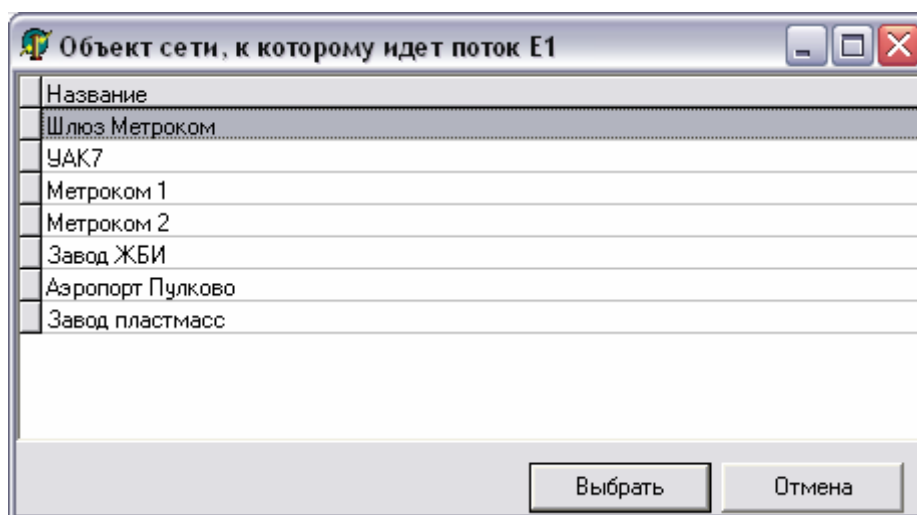 Объект сети, к которому идет поток E1
Название
Шлюз Метроком
УАК7
Метроком 1
Метроком 2
Завод ЖБИ
Аэропорт Пулково
Завод пластмасс
Выбрать Отмена